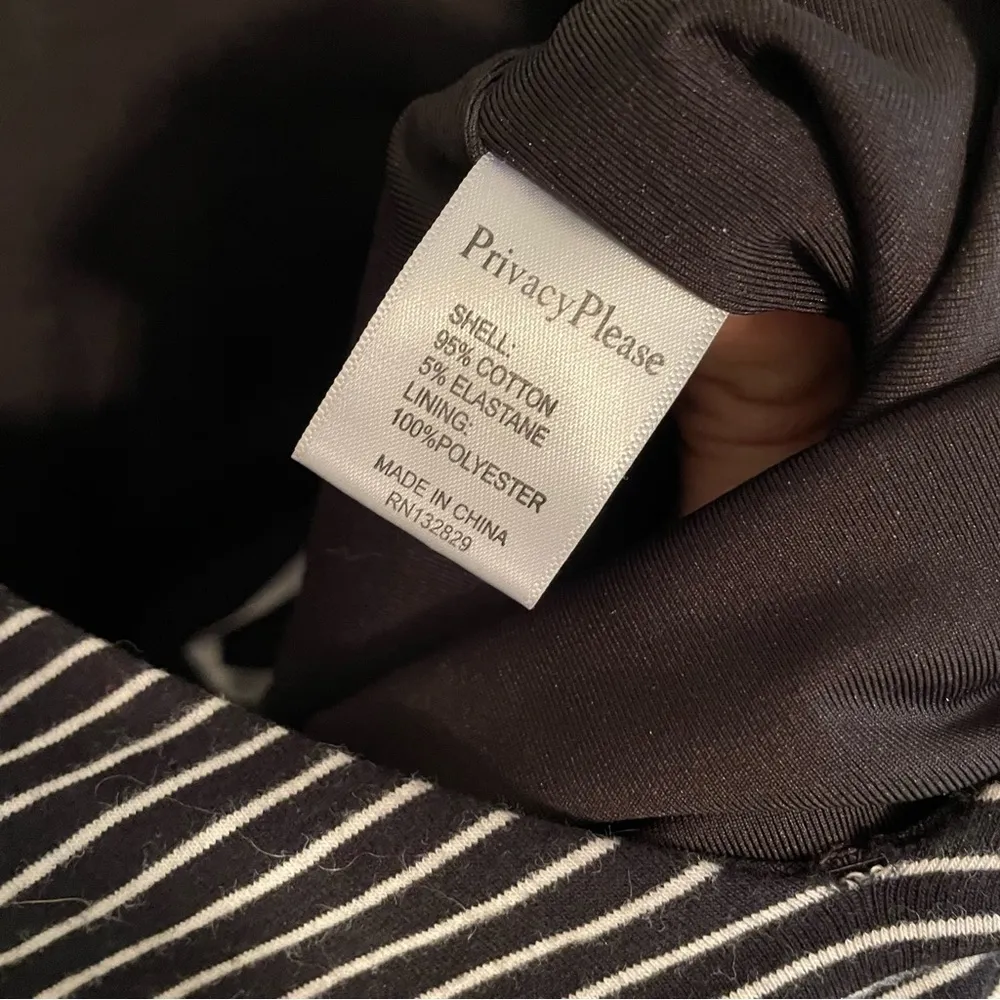 PrivacyPlease
SHELL:
95% COTTON
5% ELASTANE
LINING:
100%POLYESTER
MADE IN CHINA
RN132829